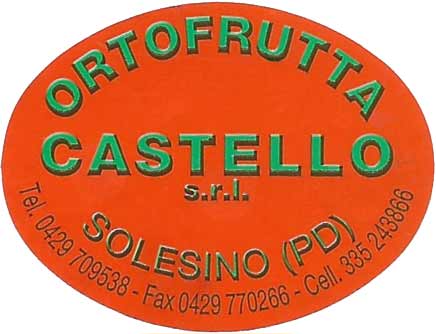 ORTOFRUTTA
CASTELLO
s.r.l.
SOLESINO (PD)
Tel. 0429 709538 - Fax 0429 770266 - Cell. 335 243866